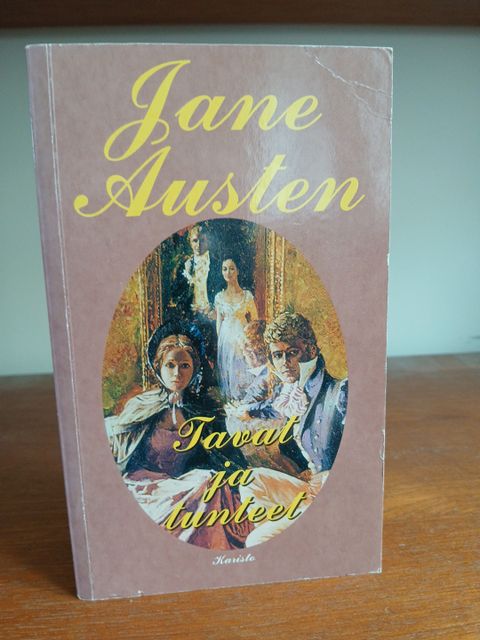 Jane
Austen
Tavat
ja
tunteet
Karisto